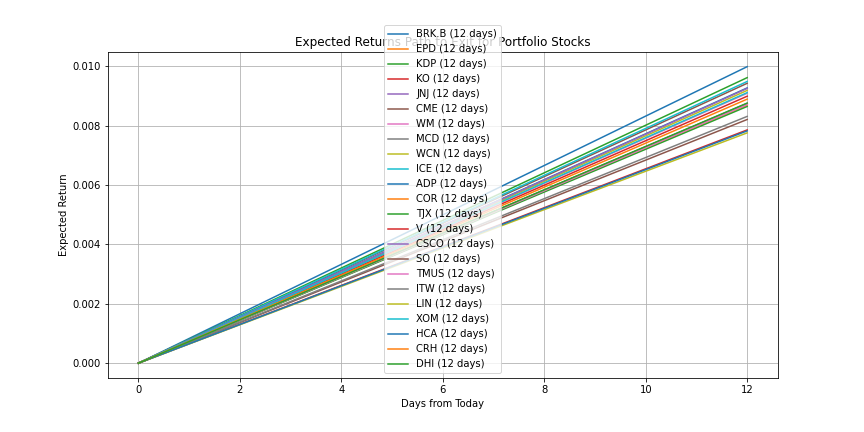 Expected Returns Path to Exit for Portfolio Stocks
BRK.B (12 days)
EPD (12 days)
KDP (12 days)
KO (12 days)
JNJ (12 days)
CME (12 days)
WM (12 days)
MCD (12 days)
WCN (12 days)
ICE (12 days)
ADP (12 days)
COR (12 days)
TJX (12 days)
V (12 days)
CSCO (12 days)
SO (12 days)
TMUS (12 days)
ITW (12 days)
LIN (12 days)
XOM (12 days)
HCA (12 days)
CRH (12 days)
DHI (12 days)
Expected Return
0.010
0.008
0.006
0.004
0.002
0.000
0 2 4 6 8 10 12
Days from Today